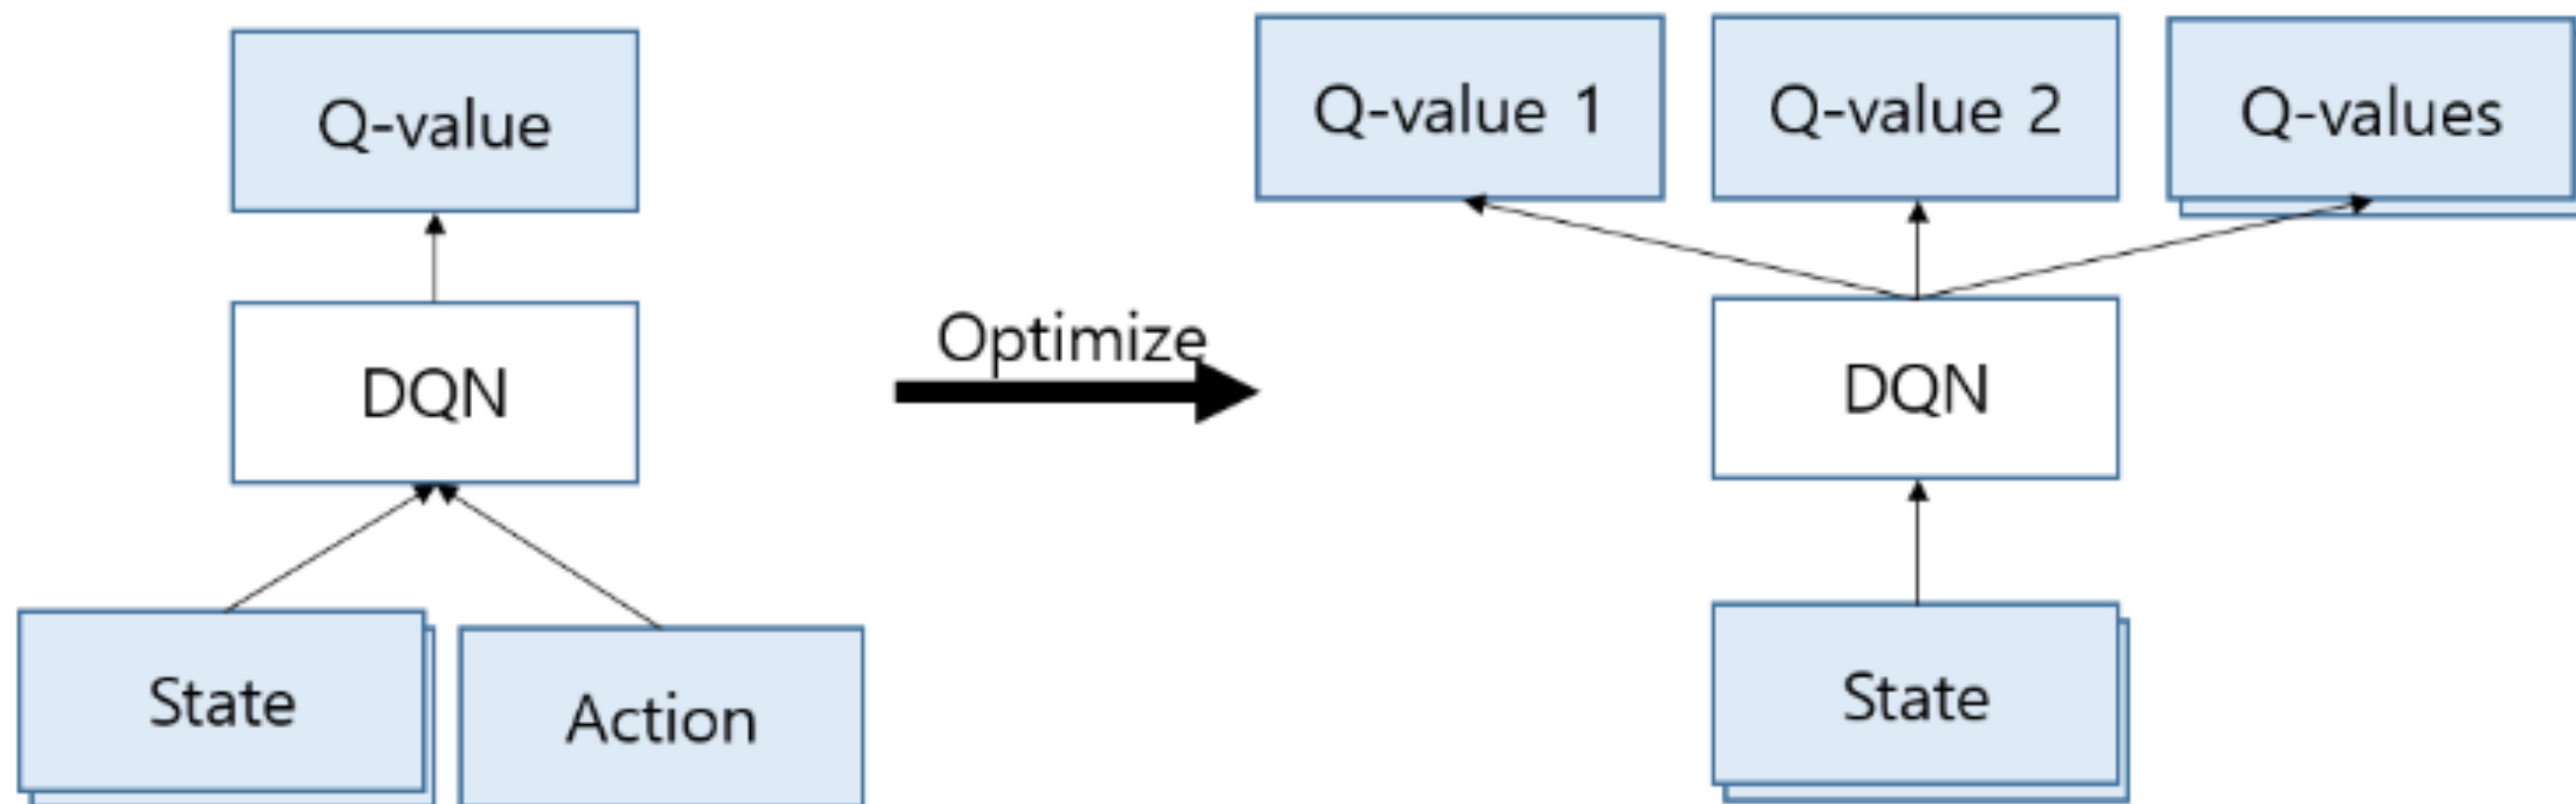 Q-value
DQN
State
Action
Optimize
Q-value 1
Q-value 2
Q-values
DQN
State